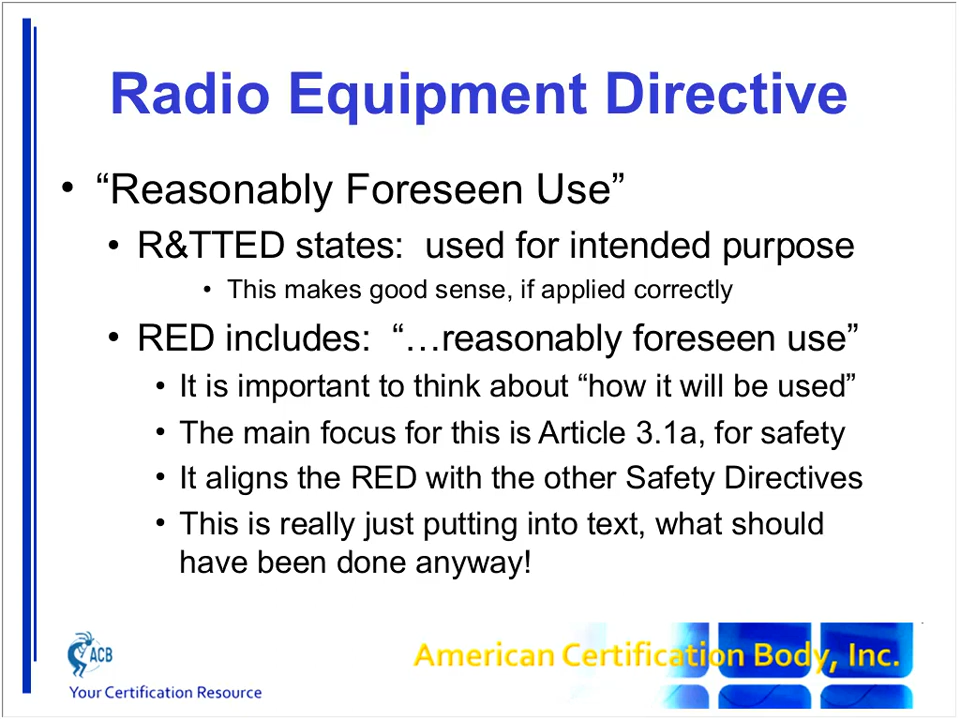 Radio Equipment Directive
• “Reasonably Foreseen Use”
• R&TTED states: used for intended purpose
• This makes good sense, if applied correctly
• RED includes: “…reasonably foreseen use”
• It is important to think about “how it will be used”
• The main focus for this is Article 3.1a, for safety
• It aligns the RED with the other Safety Directives
• This is really just putting into text, what should
have been done anyway!
ACB
Your Certification Resource
American Certification Body, Inc.